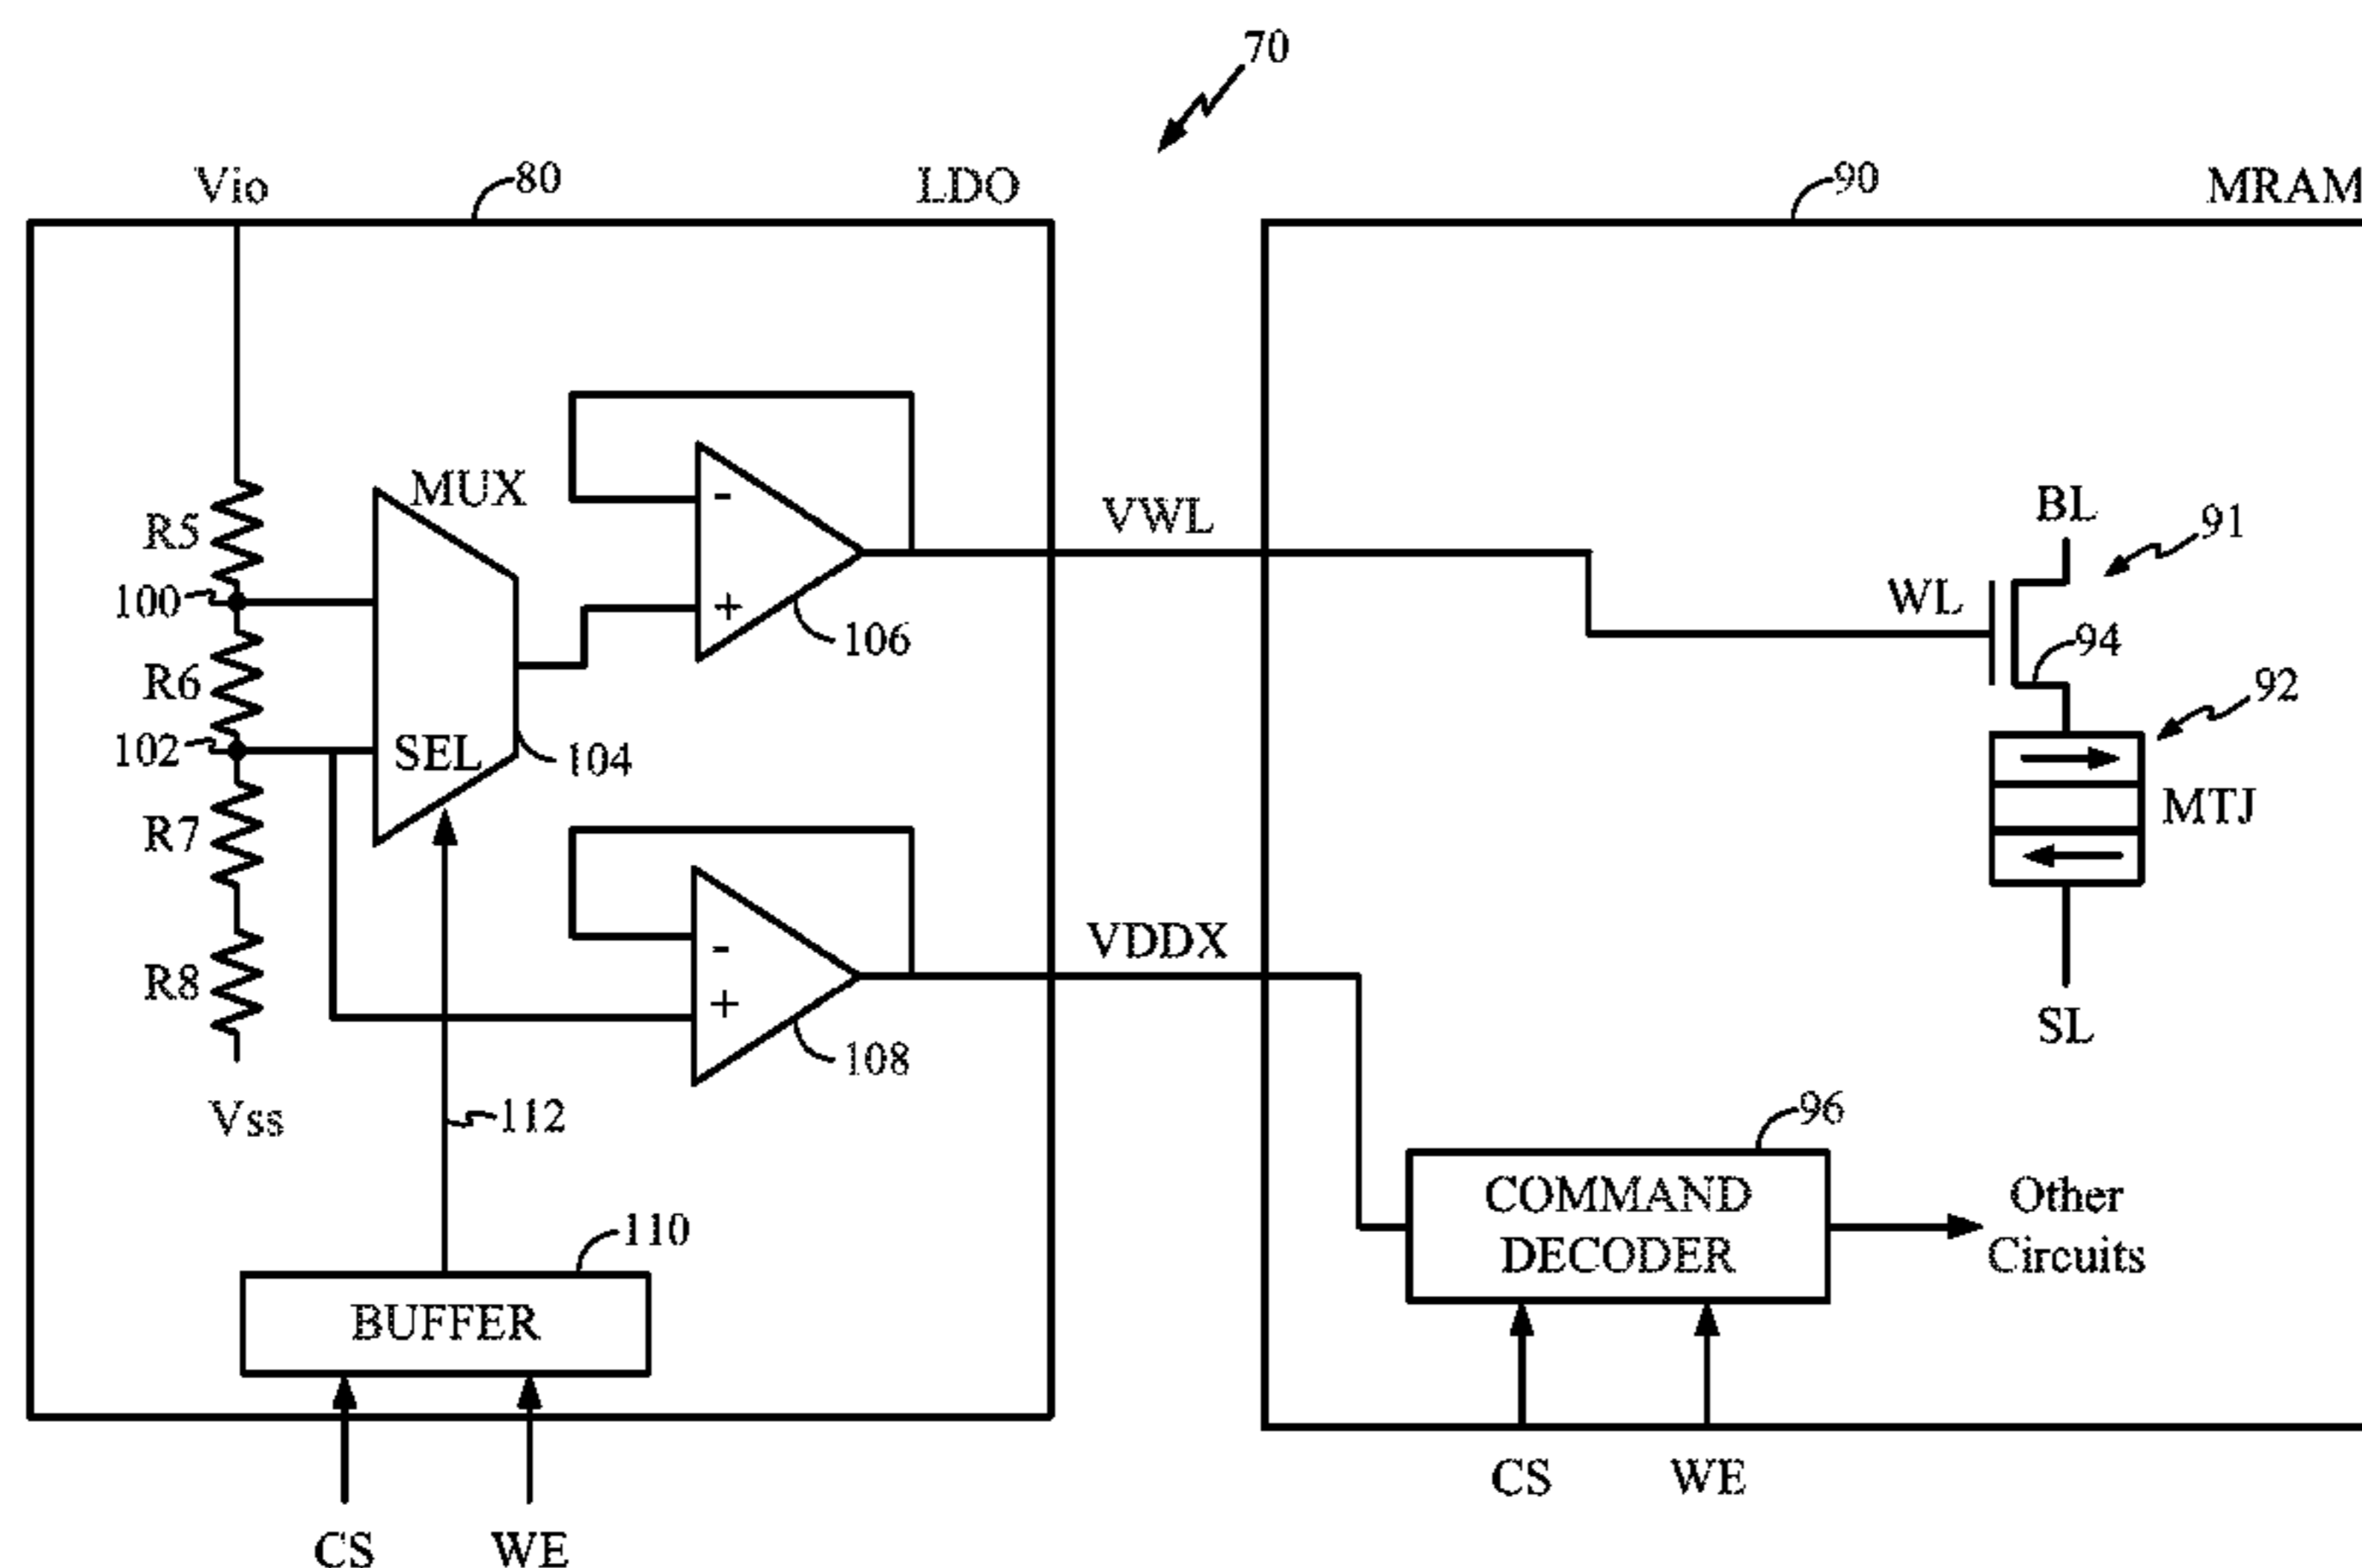 70
Vio
80
LDO
90
MRAM
MUX
BL
91
R5
VWL
100
WL
106
94
R6
92
102
SEL
104
MTJ
R7
-
+
VDDX
-
+
R8
108
SL
Vss
112
96
COMMAND
DECODER
Other
Circuits
110
BUFFER
CS
WE
CS
WE